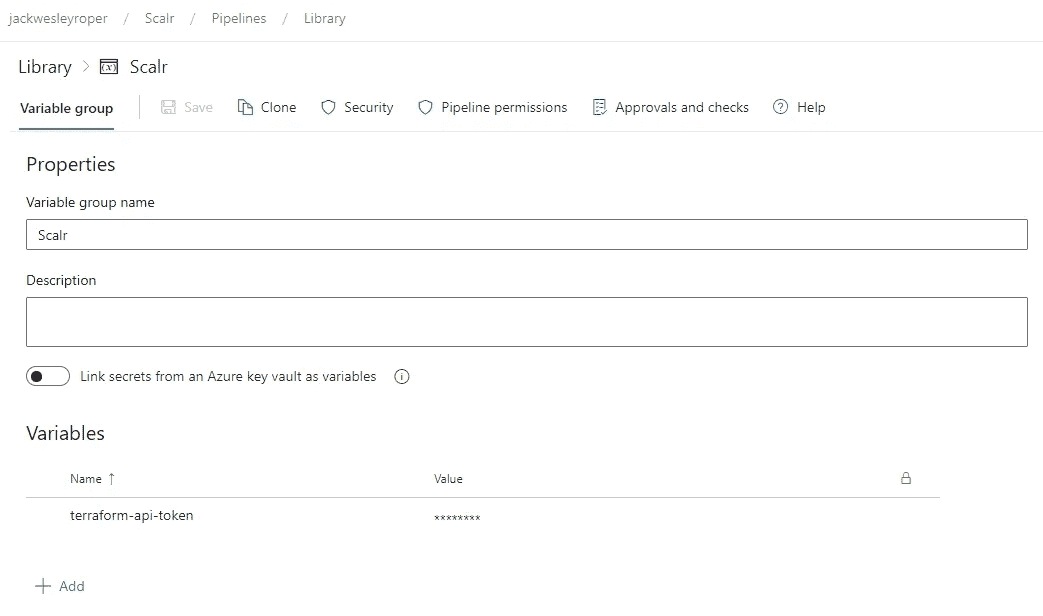 jackwesleyroper / Scalr / Pipelines / Library
Library > (x) Scalr
Variable group Save Clone Security Pipeline permissions Approvals and checks ? Help
Properties
Variable group name
Scalr
Description
Link secrets from an Azure key vault as variables i
Variables
Name ↑ Value
terraform-api-token ********
+ Add